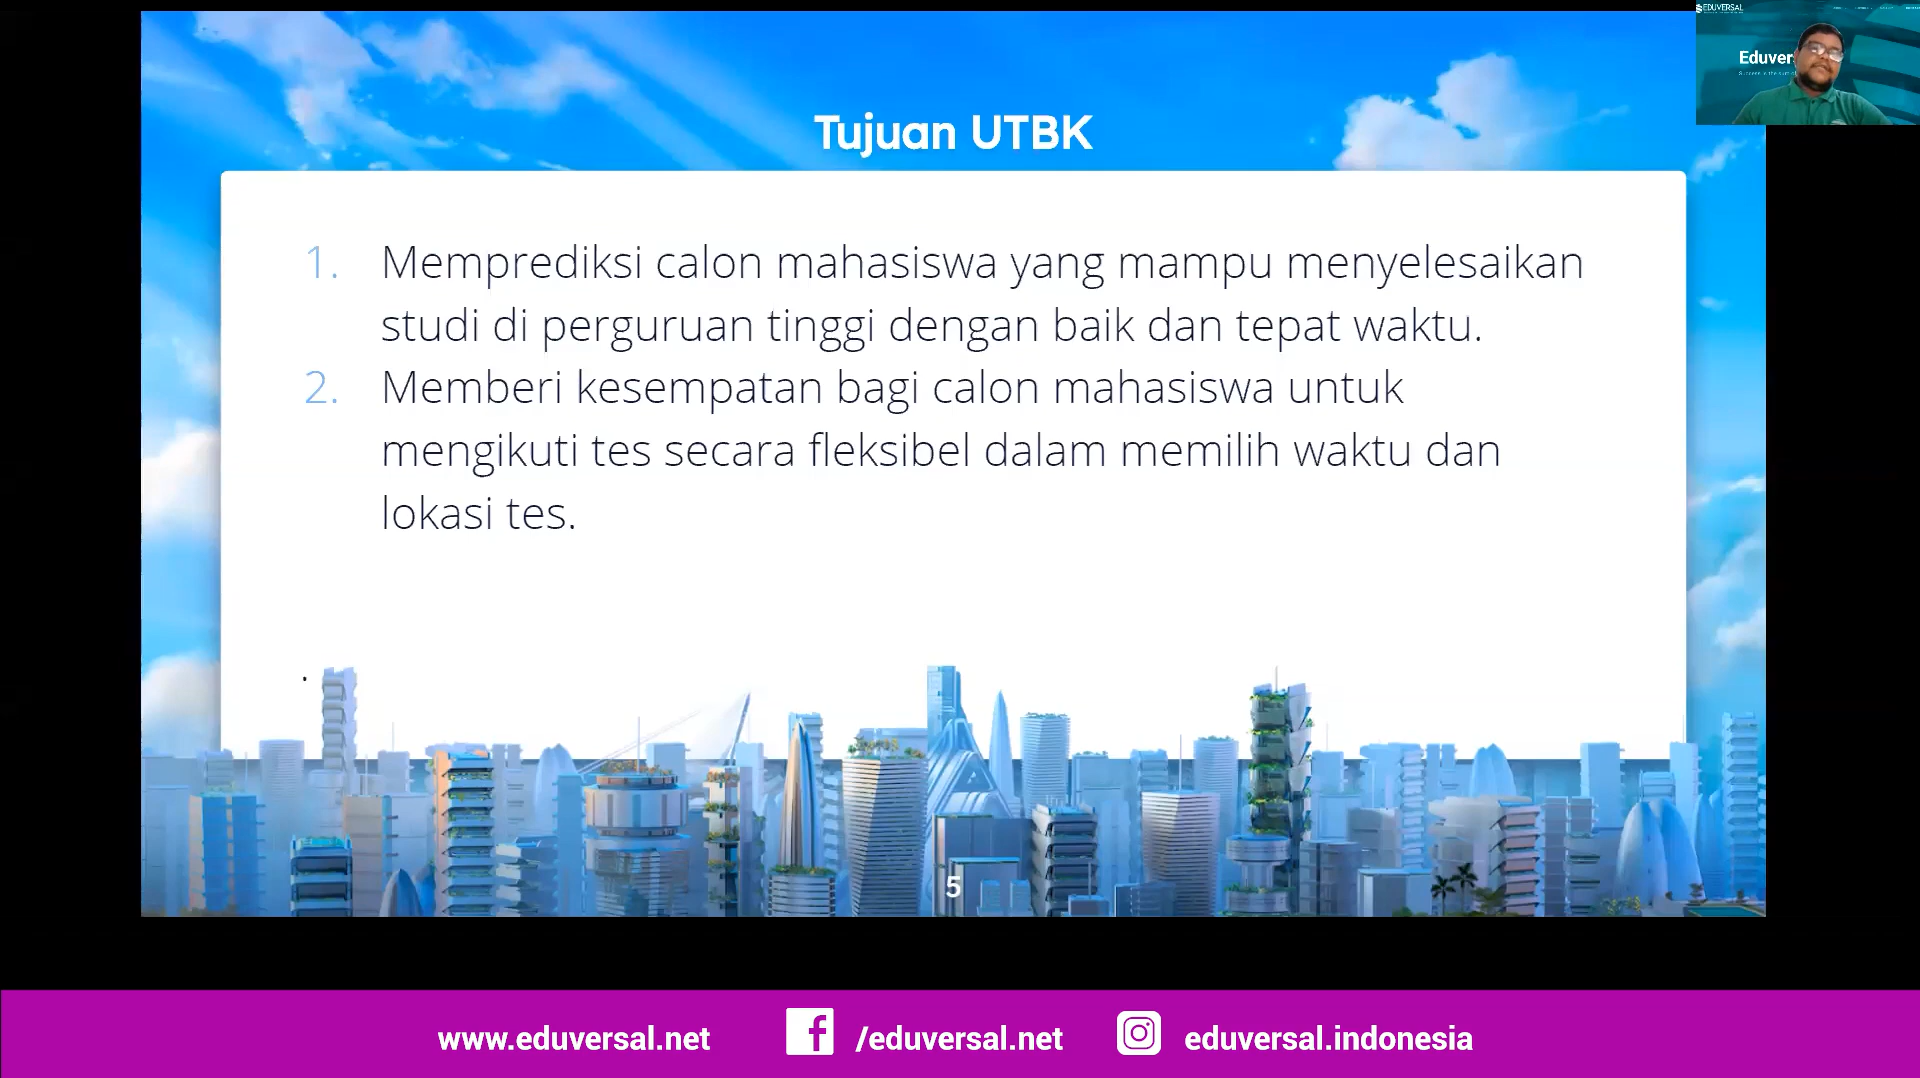 EDUVERSAL
Eduver
Tujuan UTBK
1. Memprediksi calon mahasiswa yang mampu menyelesaikan
studi di perguruan tinggi dengan baik dan tepat waktu.
2. Memberi kesempatan bagi calon mahasiswa untuk
mengikuti tes secara fleksibel dalam memilih waktu dan
lokasi tes.
5
www.eduversal.net
/eduversal.net
eduversal.indonesia